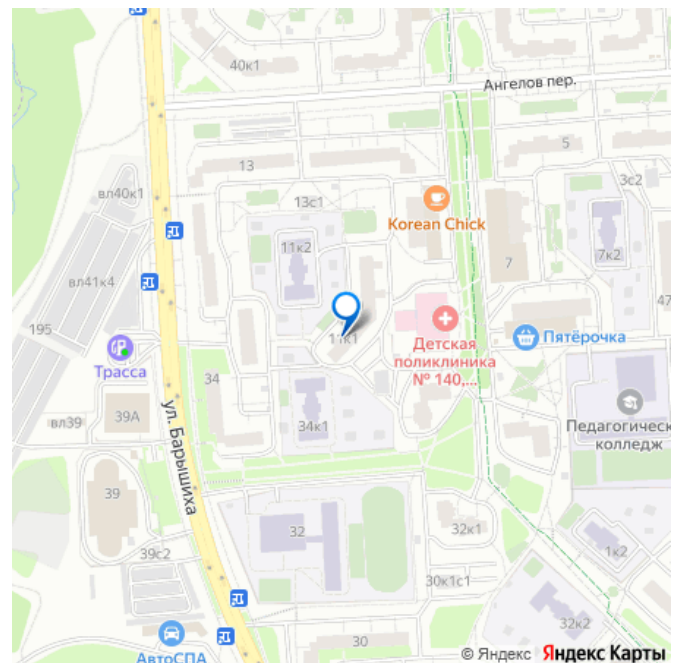 40к1
Ангелов пер.
5
13
вл40к1
3с2
13с1
Korean Chick
11к2
7к2
7
вл41к4
47
195
11к1
Детская
поликлиника
№ 140,...
Пятёрочка
Трасса
34
вл39
39А
ул. Барышиха
34к1
Педагогическ
колледж
39
32
32к1
1к2
39с2
30к1с1
32к2
30
АвтоСПА
© Яндекс Яндекс Карты